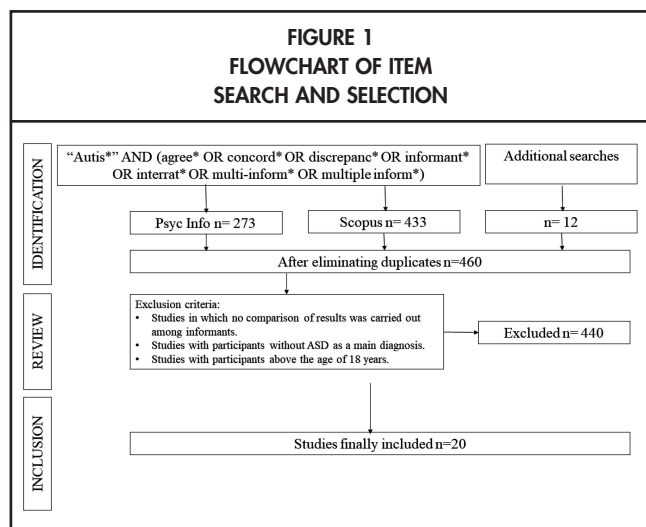 FIGURE 1
FLOWCHART OF ITEM
SEARCH AND SELECTION
IDENTIFICATION
“Autis*” AND (agree* OR concord* OR discrepanc* OR informant*
OR interrat* OR multi-inform* OR multiple inform*)
Additional searches
Psyc Info n= 273
Scopus n= 433
n= 12
After eliminating duplicates n=460
REVIEW
Exclusion criteria:
• Studies in which no comparison of results was carried out
among informants.
• Studies with participants without ASD as a main diagnosis.
• Studies with participants above the age of 18 years.
Excluded n= 440
INCLUSION
Studies finally included n=20